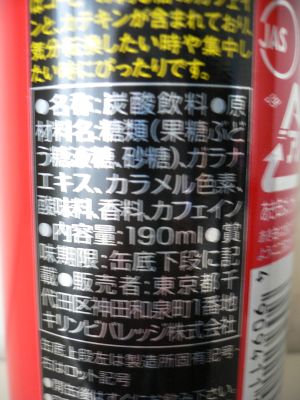 ンと、カテキンが含まれており、
気分転換したい時や集中し
たい時にぴったりです。
●名称:炭酸飲料●原
材料名:糖類(果糖ぶど
う糖液糖、砂糖)、ガラナ
エキス、カラメル色素、
酸味料、香料、カフェイン
●内容量:190ml●賞
味期限:缶底下段に記
載●販売者:東京都千
代田区神田和泉町1番地
キリンビバレッジ株式会社
缶底上段左は製造所固有記号・
右はロット記号
JAS
ア